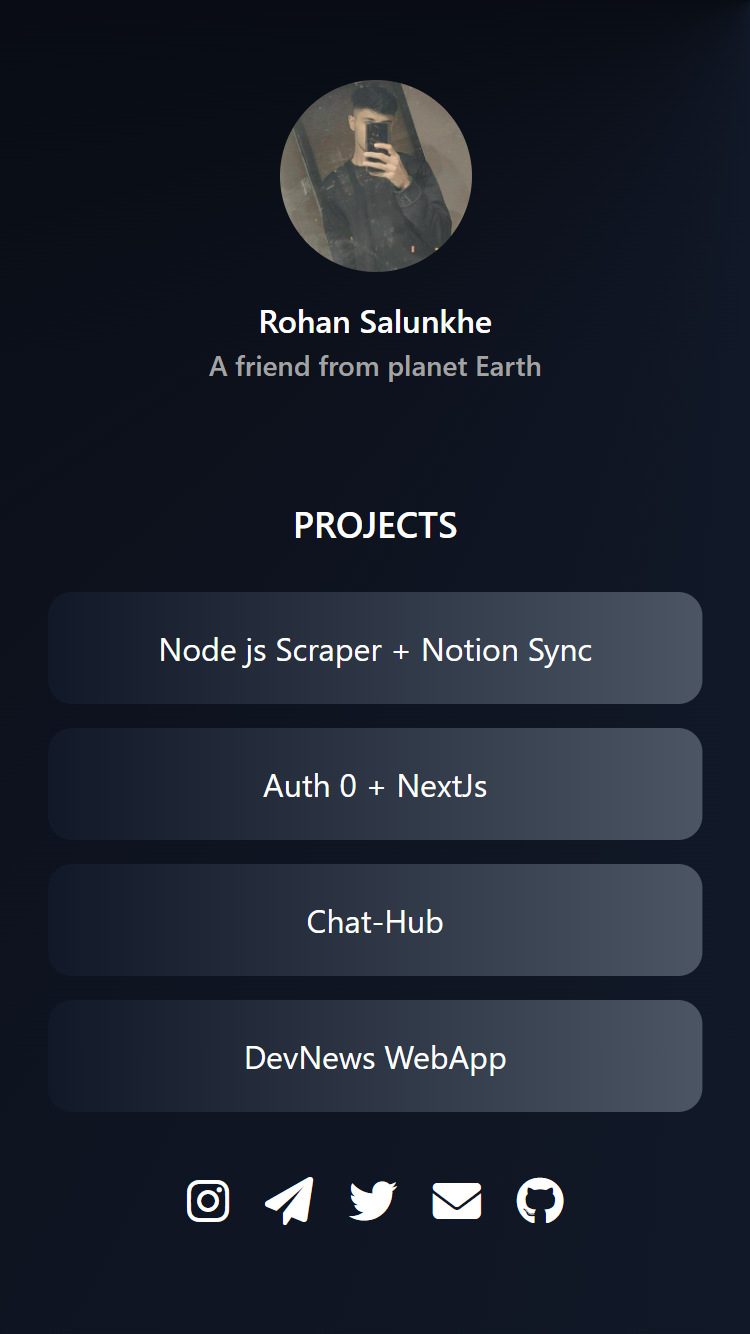 Rohan Salunkhe
A friend from planet Earth
PROJECTS
Node js Scraper + Notion Sync
Auth 0 + NextJs
Chat-Hub
DevNews WebApp